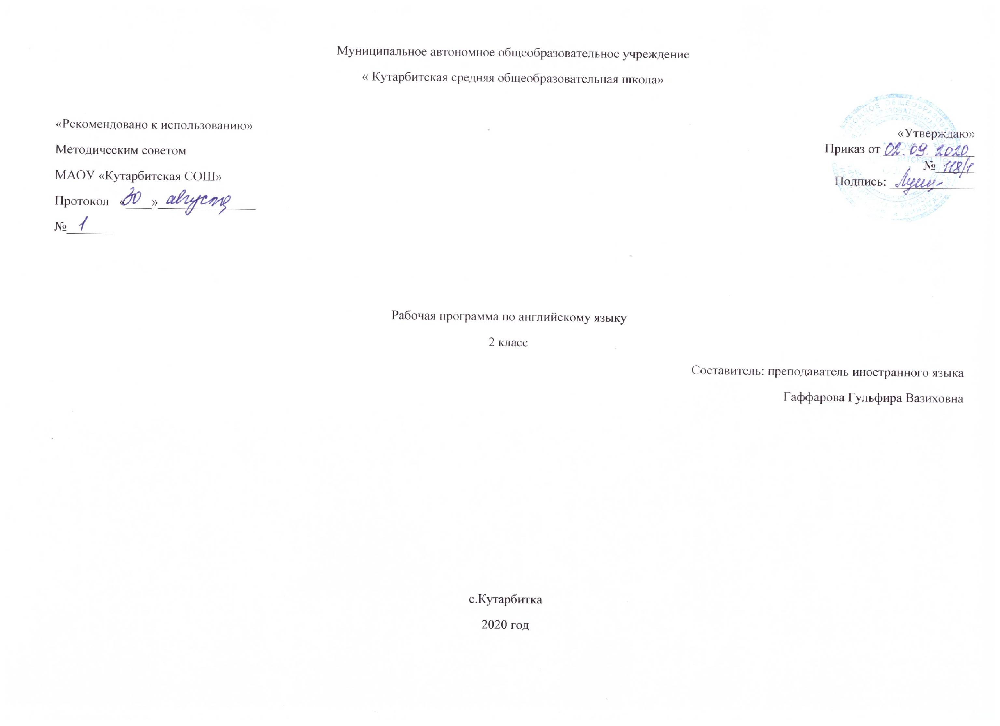 Муниципальное автономное общеобразовательное учреждение
« Кутарбитская средняя общеобразовательная школа»
«Рекомендовано к использованию»
Методическим советом
МАОУ «Кутарбитская СОШ»
Протокол «30» августа
№ 1
«Утверждаю»
Приказ от 02.09.2020
№ 118/1
Подпись:
Рабочая программа по английскому языку
2 класс
Составитель: преподаватель иностранного языка
Гаффарова Гульфира Вазиховна
с.Кутарбитка
2020 год